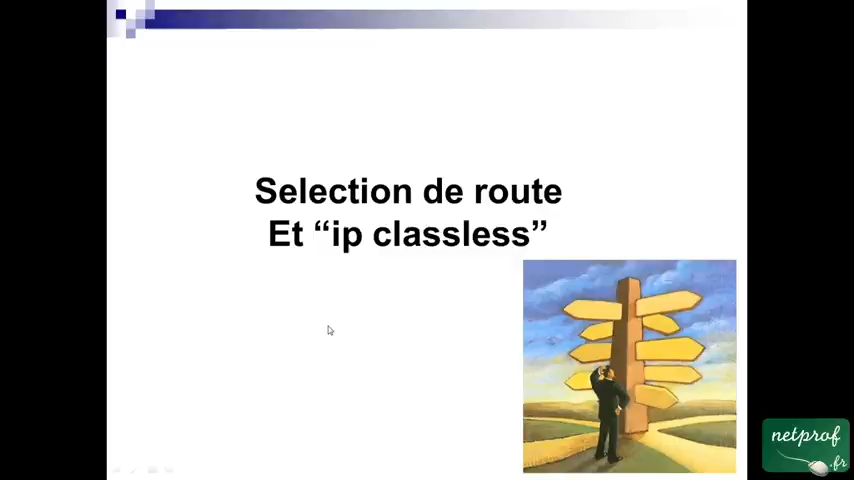 Selection de route
Et “ip classless”
netprof
.fr